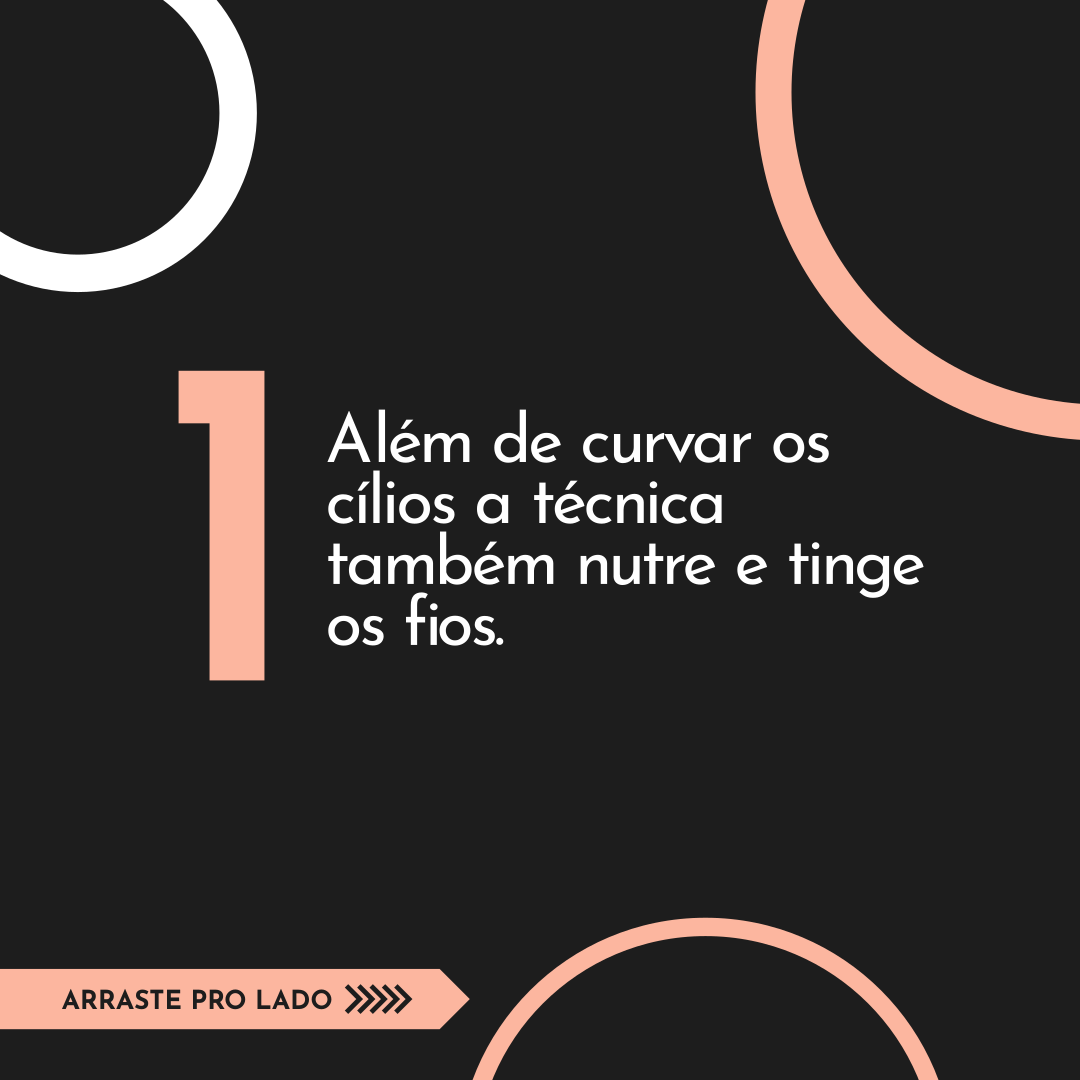 1
Além de curvar os
cílios a técnica
também nutre e tinge
os fios.
ARRASTE PRO LADO